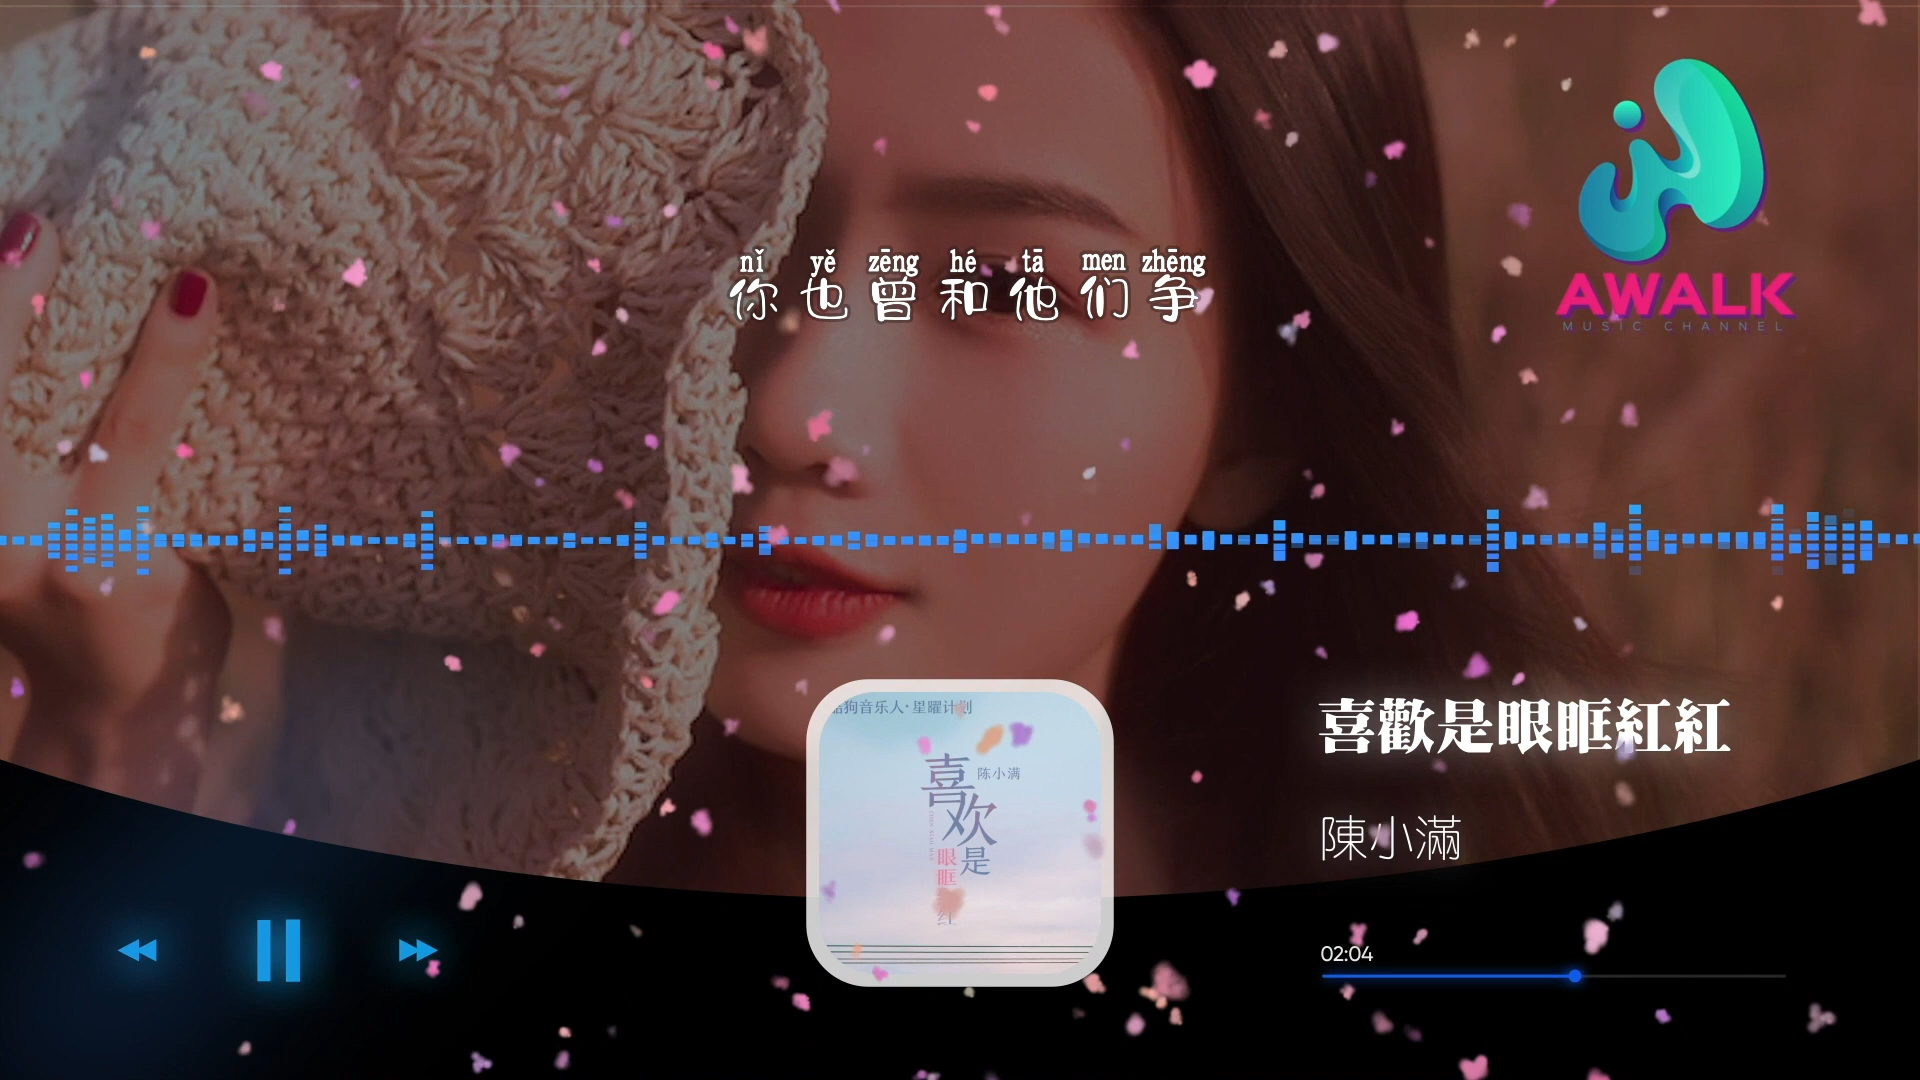 nǐ yě zēng hé tā men zhēng
你也曾和他们争
AWALK
MUSIC CHANNEL
狗音乐人·星曜计划
喜欢是
陈小满
眼眶
红
喜歡是眼眶紅紅
陳小滿
02:04